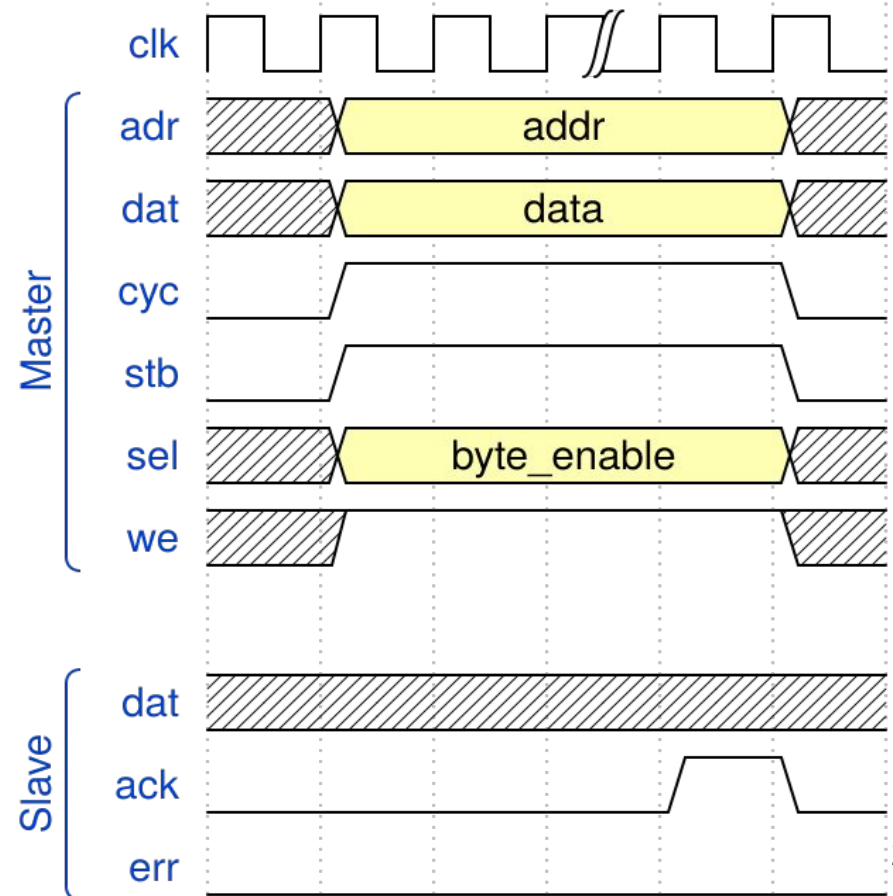 clk
Master
adr addr
dat data
cyc
stb
sel byte_enable
we
Slave
dat
ack
err